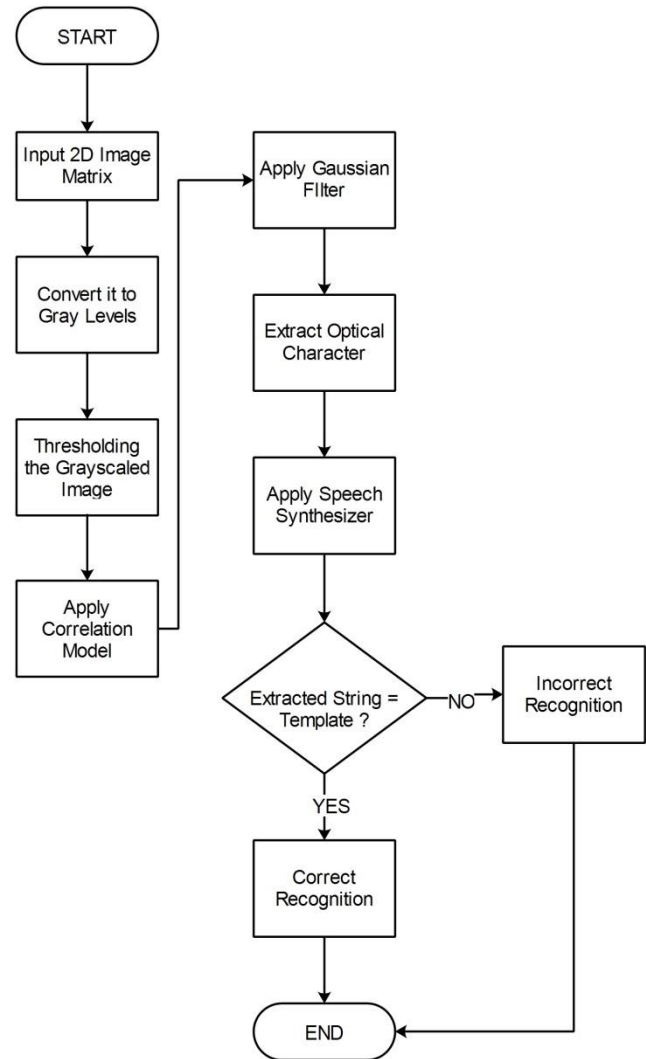 START
Input 2D Image
Matrix
Convert it to
Gray Levels
Thresholding
the Grayscaled
Image
Apply
Correlation
Model
Apply Gaussian
FIlter
Extract Optical
Character
Apply Speech
Synthesizer
Extracted String =
Template ?
NO
Incorrect
Recognition
YES
Correct
Recognition
END